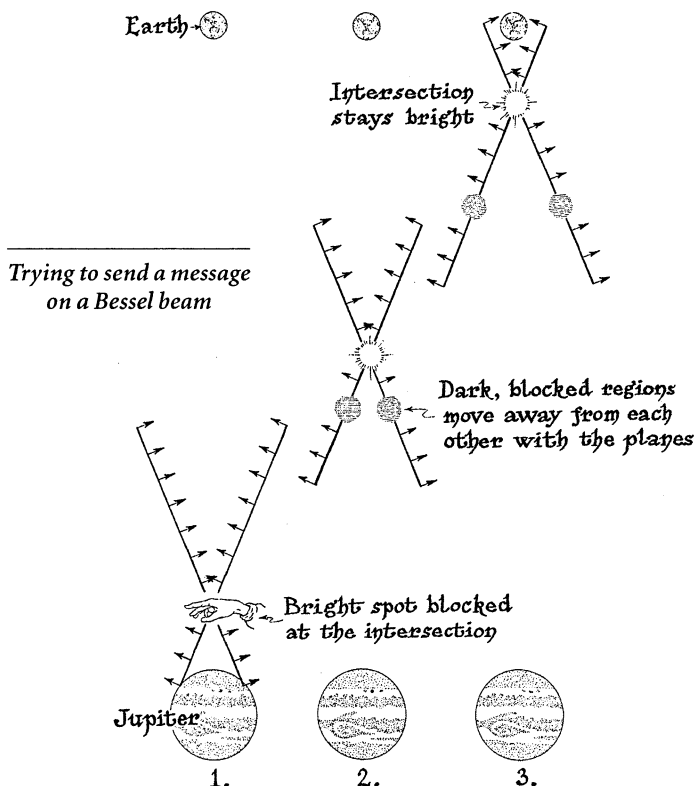 Earth
Intersection
stays bright
Trying to send a message
on a Bessel beam
Dark, blocked regions
move away from each
other with the planes
Bright spot blocked
at the intersection
Jupiter
1.
2.
3.